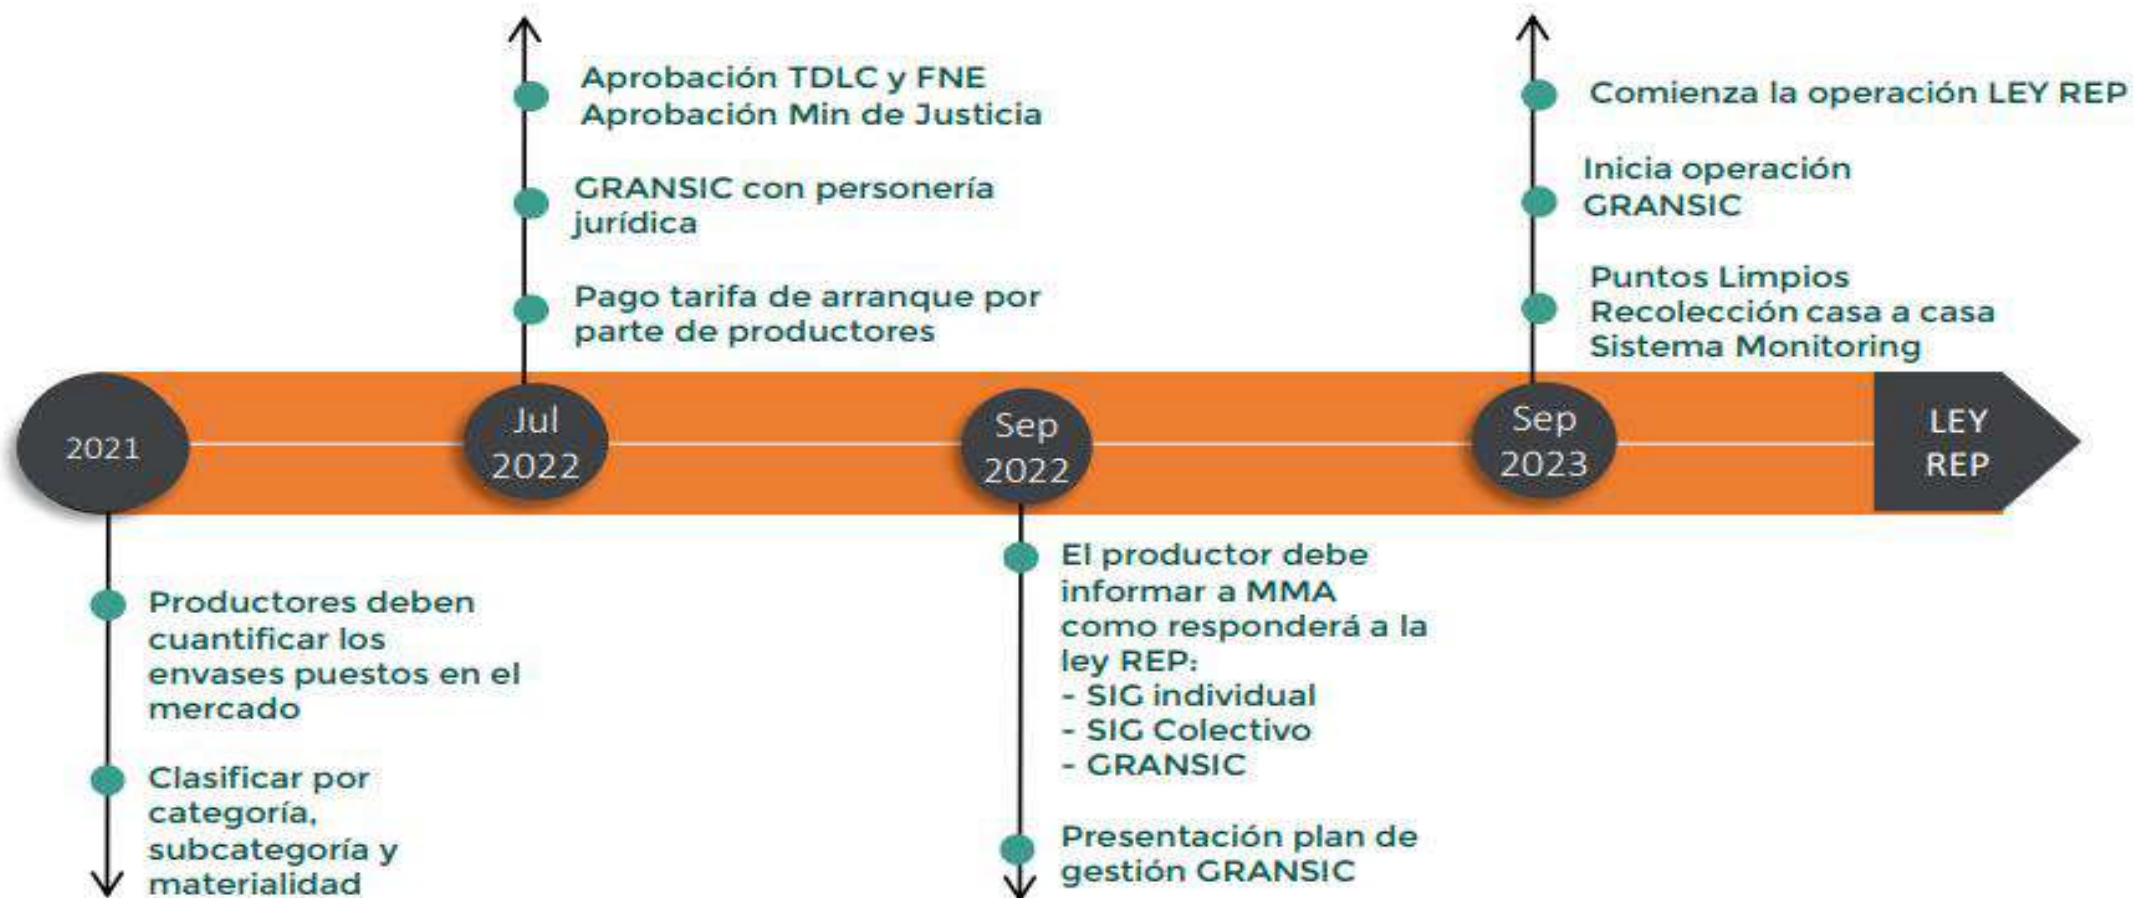 Aprobación TDLC y FNE
Aprobación Min de Justicia
GRANSIC con personería
jurídica
Pago tarifa de arranque por
parte de productores
Comienza la operación LEY REP
Inicia operación
GRANSIC
Puntos Limpios
Recolección casa a casa
Sistema Monitoring
2021
Jul
2022
Sep
2022
Sep
2023
LEY
REP
Productores deben
cuantificar los
envases puestos en el
mercado
Clasificar por
categoría,
subcategoría y
materialidad
El productor debe
informar a MMA
como responderá a la
ley REP:
- SIG individual
- SIG Colectivo
- GRANSIC
Presentación plan de
gestión GRANSIC